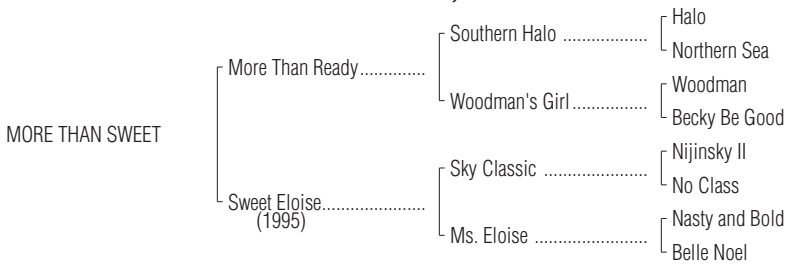 Halo
Southern Halo ..................
Northern Sea
More Than Ready..............
Woodman
Woodman's Girl................
Becky Be Good
MORE THAN SWEET
Nijinsky II
Sky Classic ......................
No Class
Sweet Eloise......................
(1995)
Nasty and Bold
Ms. Eloise ........................
Belle Noel